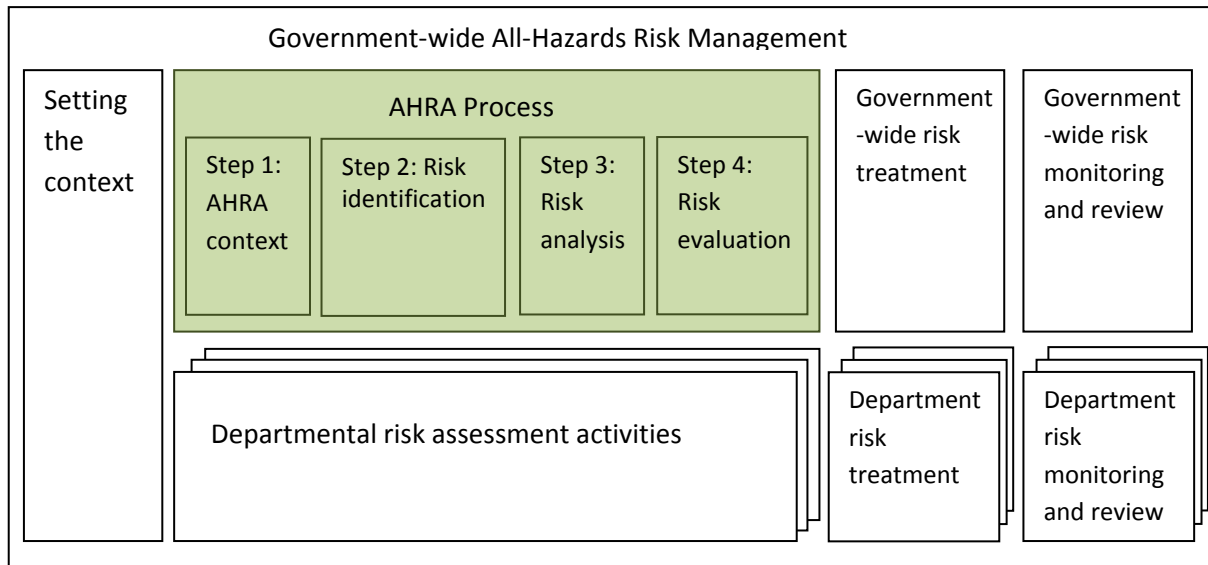 Government-wide All-Hazards Risk Management
Setting
the
context
AHRA Process
Step 1:
AHRA
context
Step 2: Risk
identification
Step 3:
Risk
analysis
Step 4:
Risk
evaluation
Government
-wide risk
treatment
Government
-wide risk
monitoring
and review
Departmental risk assessment activities
Department
risk
treatment
Department
risk
monitoring
and review